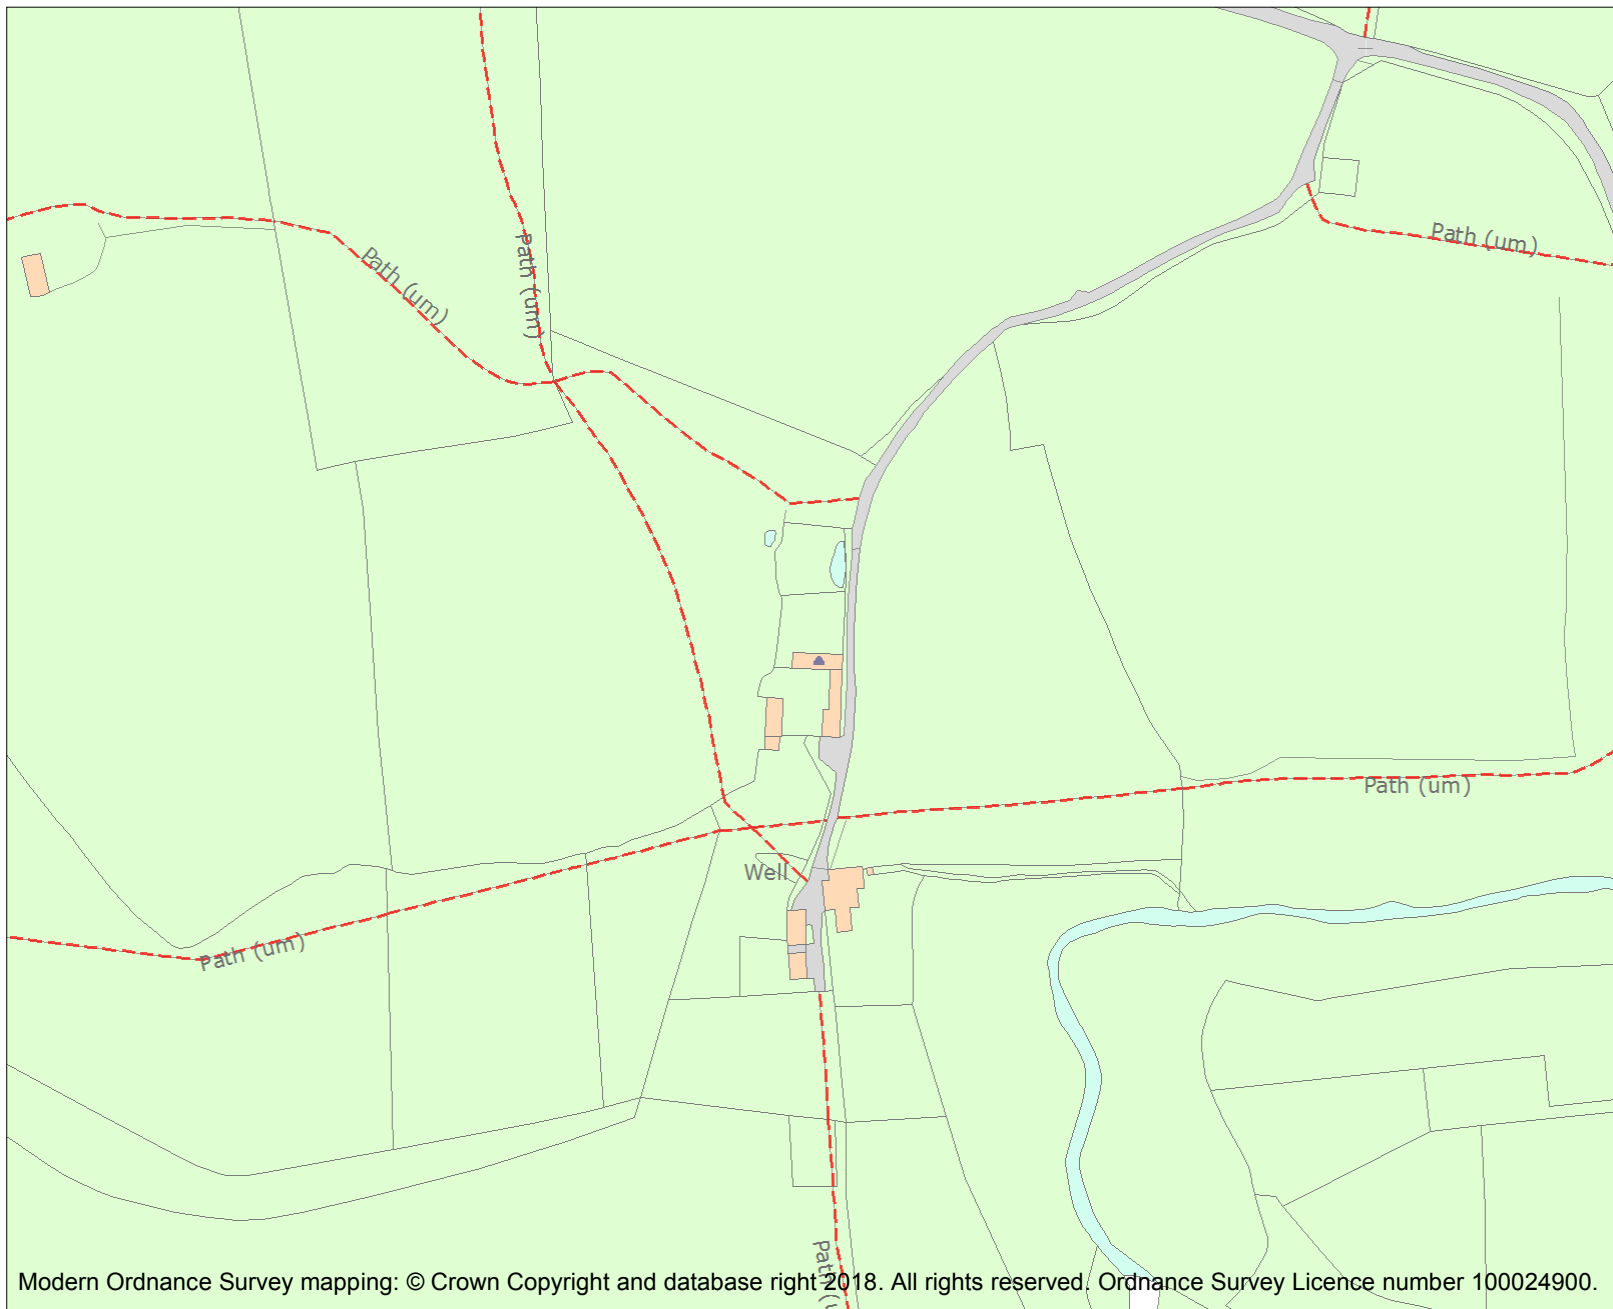 Path (um)
Path (um)
Path (um)
Path (um)
Well
Path (um)
Path (u
Modern Ordnance Survey mapping: © Crown Copyright and database right 2018. All rights reserved. Ordnance Survey Licence number 100024900.